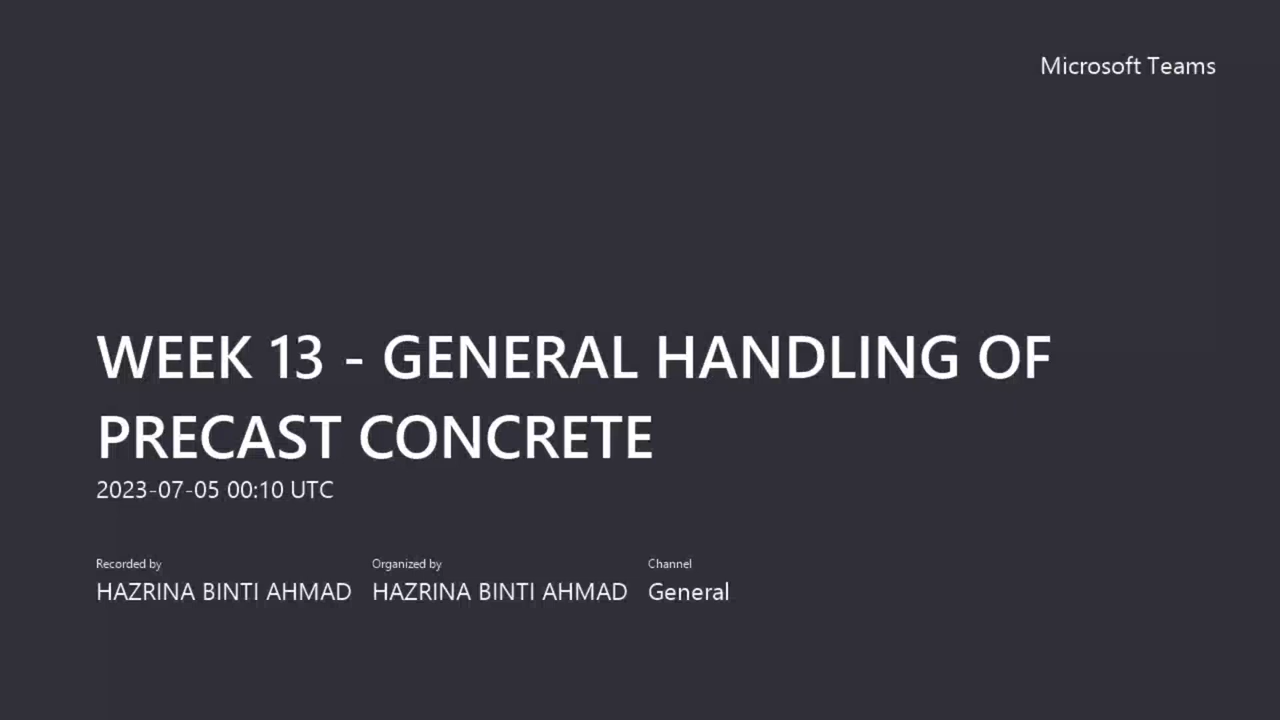 Microsoft Teams
WEEK 13 - GENERAL HANDLING OF
PRECAST CONCRETE
2023-07-05 00:10 UTC
Recorded by Organized by Channel
HAZRINA BINTI AHMAD HAZRINA BINTI AHMAD General